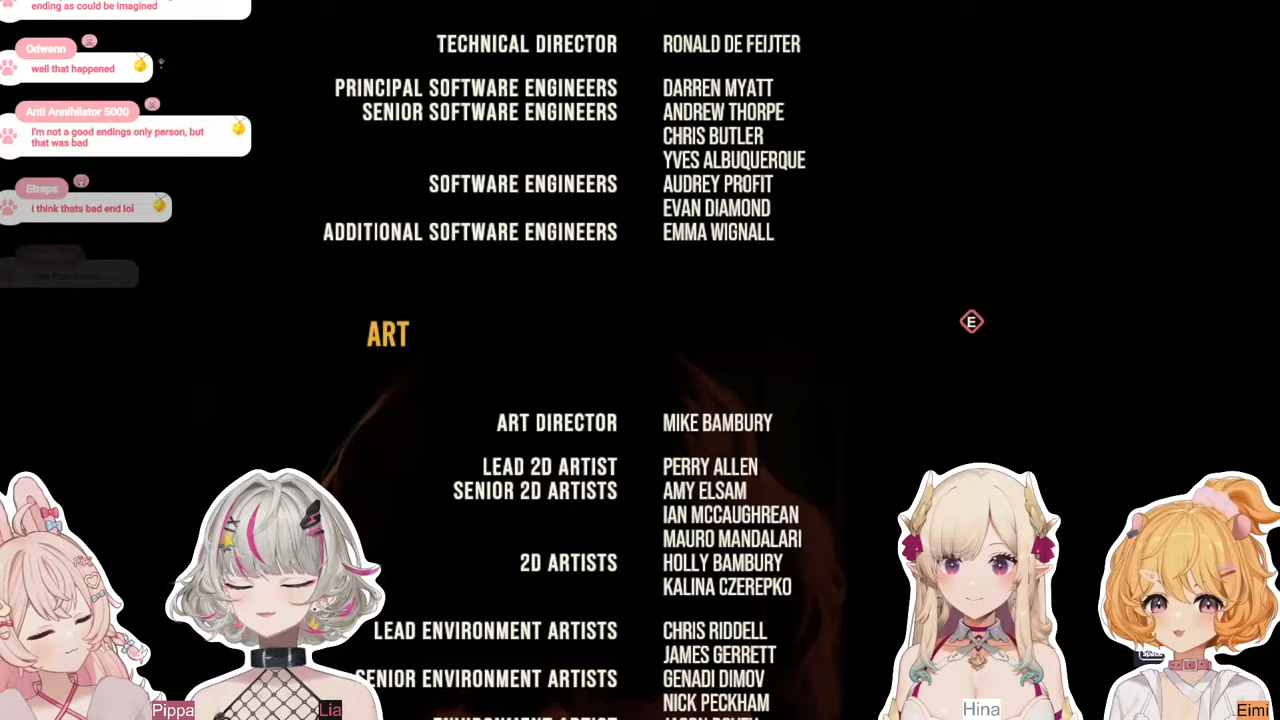 ending as could be imagined
Odwenn
well that happened
Anti Annihilator 5000
I'm not a good endings only person, but
that was bad
Straps
i think thats bad end lol
TECHNICAL DIRECTOR RONALD DE FEIJTER
PRINCIPAL SOFTWARE ENGINEERS DARREN MYATT
SENIOR SOFTWARE ENGINEERS ANDREW THORPE
CHRIS BUTLER
YVES ALBUQUERQUE
SOFTWARE ENGINEERS AUDREY PROFIT
EVAN DIAMOND
ADDITIONAL SOFTWARE ENGINEERS EMMA WIGNALL
ART
E
ART DIRECTOR MIKE BAMBURY
LEAD 2D ARTIST PERRY ALLEN
SENIOR 2D ARTISTS AMY ELSAM
IAN MCCAUGHREAN
MAURO MANDALARI
2D ARTISTS HOLLY BAMBURY
KALINA CZEREPKO
LEAD ENVIRONMENT ARTISTS CHRIS RIDDELL
JAMES GERRETT
SENIOR ENVIRONMENT ARTISTS GENADI DIMOV
NICK PECKHAM
Pippa
Lia
Hina
Eimi